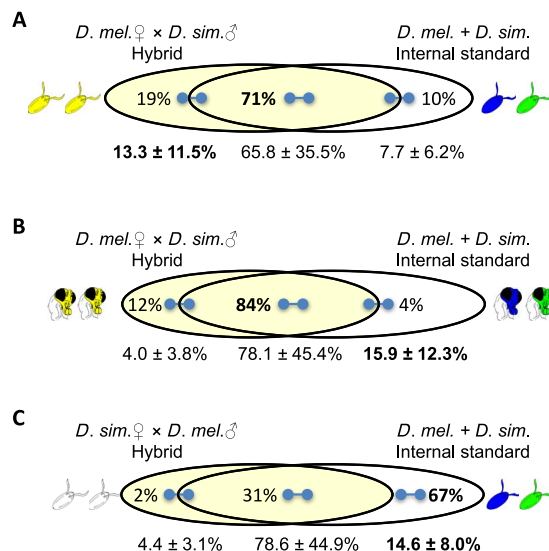 A
D. mel.♀ × D. sim.♂ D. mel. + D. sim.
Hybrid Internal standard
19% 71% 10%
13.3 ± 11.5% 65.8 ± 35.5% 7.7 ± 6.2%
B
D. mel.♀ × D. sim.♂ D. mel. + D. sim.
Hybrid Internal standard
12% 84% 4%
4.0 ± 3.8% 78.1 ± 45.4% 15.9 ± 12.3%
C
D. sim.♀ × D. mel.♂ D. mel. + D. sim.
Hybrid Internal standard
2% 31% 67%
4.4 ± 3.1% 78.6 ± 44.9% 14.6 ± 8.0%